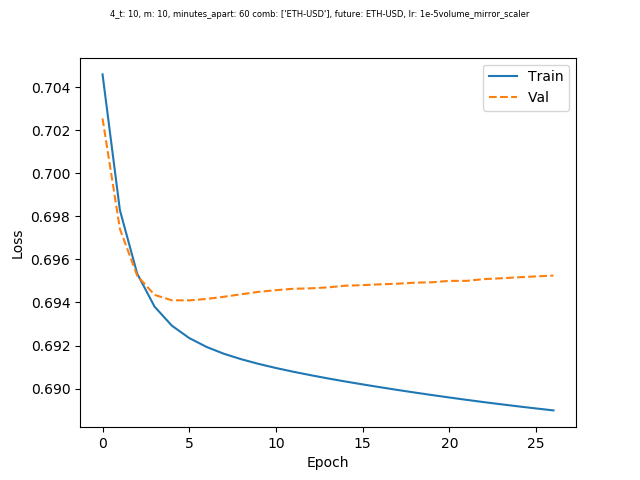 4_t: 10, m: 10, minutes_apart: 60 comb: ['ETH-USD'], future: ETH-USD, lr: 1e-5volume_mirror_scaler
Train
Val
0.704
0.702
0.700
0.698
0.696
0.694
0.692
0.690
Loss
0 5 10 15 20 25
Epoch